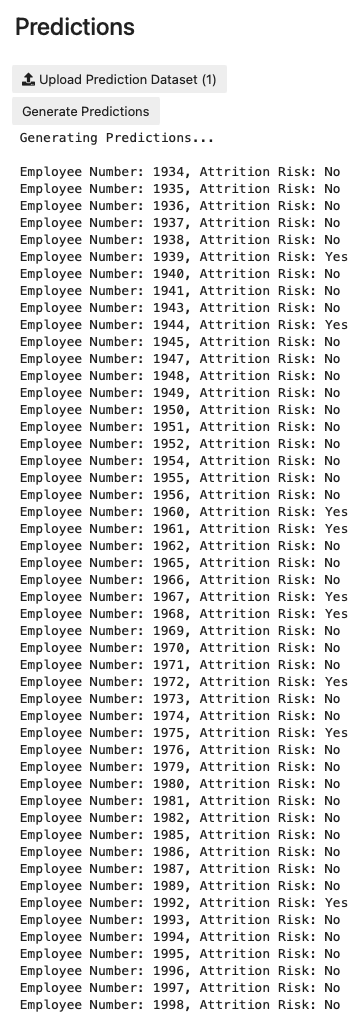 Predictions
Upload Prediction Dataset (1)
Generate Predictions
Generating Predictions...
Employee Number: 1934, Attrition Risk: No
Employee Number: 1935, Attrition Risk: No
Employee Number: 1936, Attrition Risk: No
Employee Number: 1937, Attrition Risk: No
Employee Number: 1938, Attrition Risk: No
Employee Number: 1939, Attrition Risk: Yes
Employee Number: 1940, Attrition Risk: No
Employee Number: 1941, Attrition Risk: No
Employee Number: 1943, Attrition Risk: No
Employee Number: 1944, Attrition Risk: Yes
Employee Number: 1945, Attrition Risk: No
Employee Number: 1947, Attrition Risk: No
Employee Number: 1948, Attrition Risk: No
Employee Number: 1949, Attrition Risk: No
Employee Number: 1950, Attrition Risk: No
Employee Number: 1951, Attrition Risk: No
Employee Number: 1952, Attrition Risk: No
Employee Number: 1954, Attrition Risk: No
Employee Number: 1955, Attrition Risk: No
Employee Number: 1956, Attrition Risk: No
Employee Number: 1960, Attrition Risk: Yes
Employee Number: 1961, Attrition Risk: Yes
Employee Number: 1962, Attrition Risk: No
Employee Number: 1965, Attrition Risk: No
Employee Number: 1966, Attrition Risk: No
Employee Number: 1967, Attrition Risk: Yes
Employee Number: 1968, Attrition Risk: Yes
Employee Number: 1969, Attrition Risk: No
Employee Number: 1970, Attrition Risk: No
Employee Number: 1971, Attrition Risk: No
Employee Number: 1972, Attrition Risk: Yes
Employee Number: 1973, Attrition Risk: No
Employee Number: 1974, Attrition Risk: No
Employee Number: 1975, Attrition Risk: Yes
Employee Number: 1976, Attrition Risk: No
Employee Number: 1979, Attrition Risk: No
Employee Number: 1980, Attrition Risk: No
Employee Number: 1981, Attrition Risk: No
Employee Number: 1982, Attrition Risk: No
Employee Number: 1985, Attrition Risk: No
Employee Number: 1986, Attrition Risk: No
Employee Number: 1987, Attrition Risk: No
Employee Number: 1989, Attrition Risk: No
Employee Number: 1992, Attrition Risk: Yes
Employee Number: 1993, Attrition Risk: No
Employee Number: 1994, Attrition Risk: No
Employee Number: 1995, Attrition Risk: No
Employee Number: 1996, Attrition Risk: No
Employee Number: 1997, Attrition Risk: No
Employee Number: 1998, Attrition Risk: No